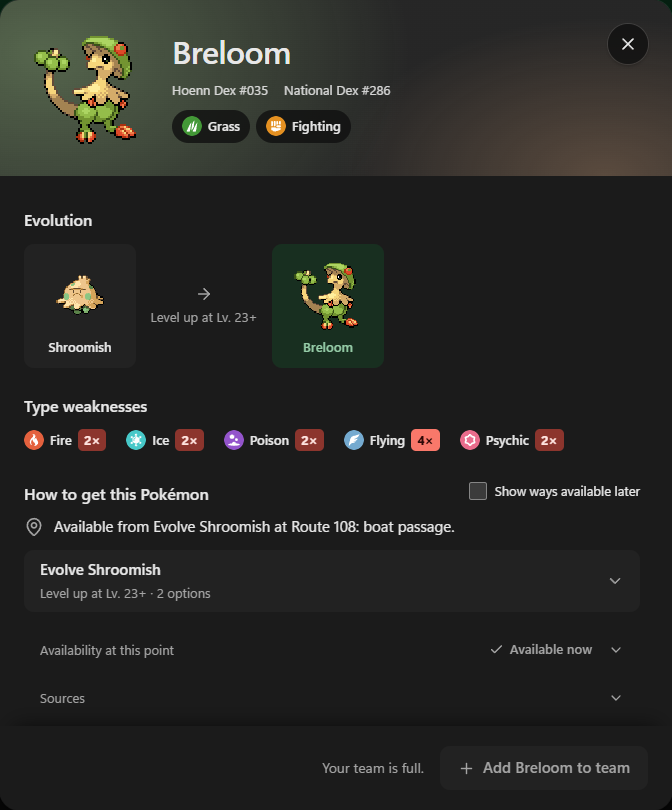 Breloom
Hoenn Dex #035 National Dex #286
Grass Fighting
Evolution
Level up at Lv. 23+
Shroomish
Breloom
Type weaknesses
Fire 2× Ice 2× Poison 2× Flying 4× Psychic 2×
How to get this Pokémon
Show ways available later
Available from Evolve Shroomish at Route 108: boat passage.
Evolve Shroomish
Level up at Lv. 23+ · 2 options
Availability at this point
Available now
Sources
Your team is full.
Add Breloom to team